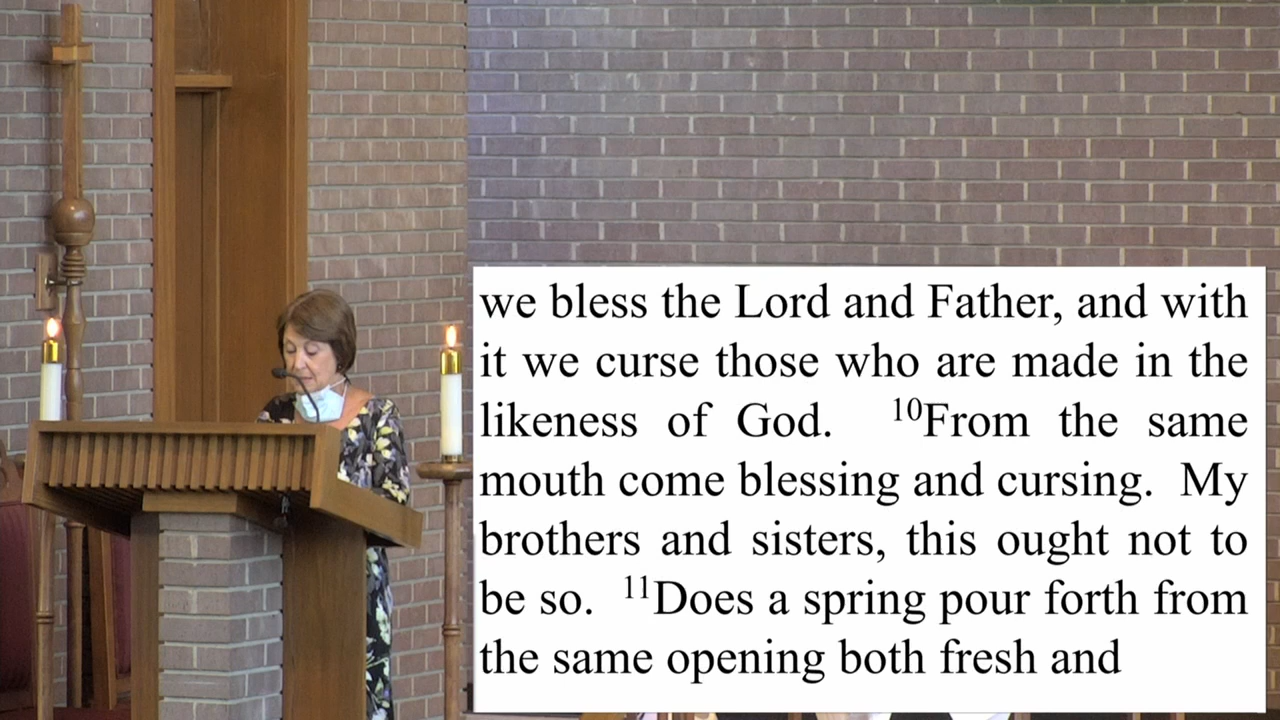 we bless the Lord and Father, and with
it we curse those who are made in the
likeness of God. ¹⁰From the same
mouth come blessing and cursing. My
brothers and sisters, this ought not to
be so. ¹¹Does a spring pour forth from
the same opening both fresh and